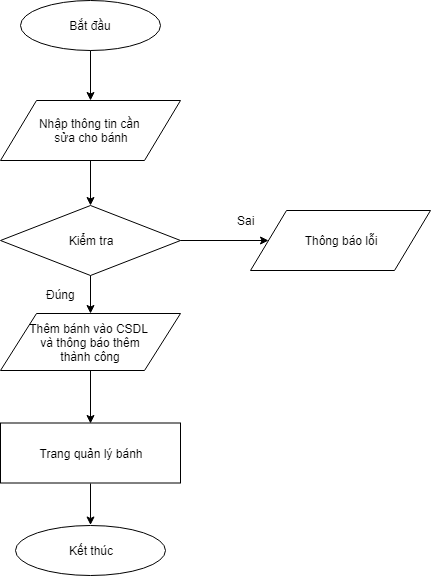 Bắt đầu
Nhập thông tin cần
sửa cho bánh
Kiểm tra
Sai
Thông báo lỗi
Đúng
Thêm bánh vào CSDL
và thông báo thêm
thành công
Trang quản lý bánh
Kết thúc